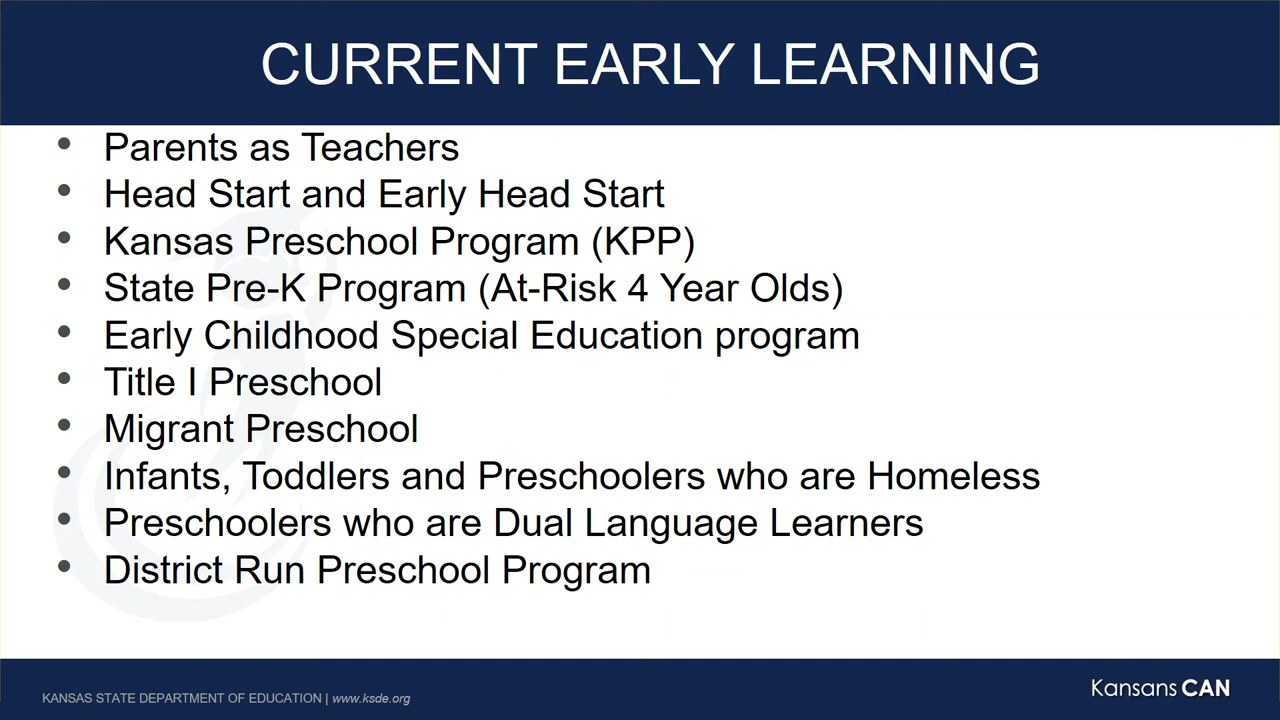 CURRENT EARLY LEARNING
• Parents as Teachers
• Head Start and Early Head Start
• Kansas Preschool Program (KPP)
• State Pre-K Program (At-Risk 4 Year Olds)
• Early Childhood Special Education program
• Title I Preschool
• Migrant Preschool
• Infants, Toddlers and Preschoolers who are Homeless
• Preschoolers who are Dual Language Learners
• District Run Preschool Program
KANSAS STATE DEPARTMENT OF EDUCATION | www.ksde.org
KansansCAN